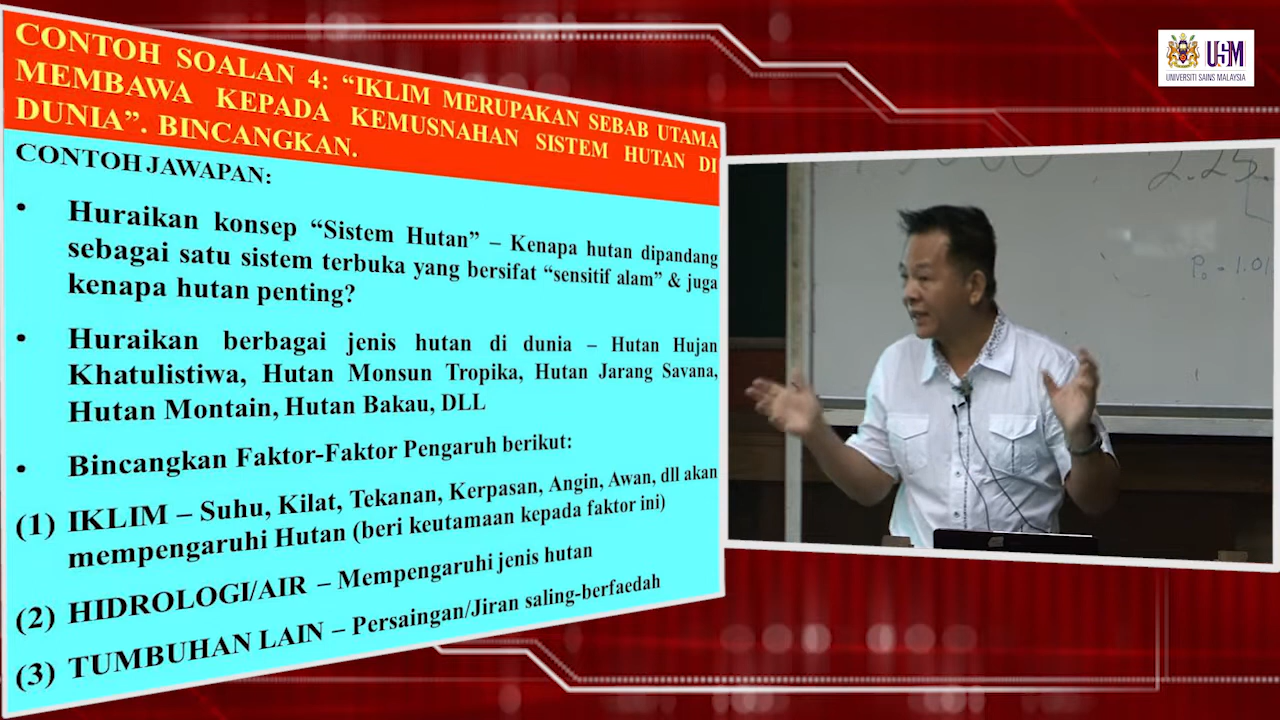 CONTOH SOALAN 4: “IKLIM MERUPAKAN SEBAB UTAMA
MEMBAWA KEPADA KEMUSNAHAN SISTEM HUTAN DI
DUNIA”. BINCANGKAN.
CONTOH JAWAPAN:
• Huraikan konsep “Sistem Hutan” – Kenapa hutan dipandang
sebagai satu sistem terbuka yang bersifat “sensitif alam” & juga
kenapa hutan penting?
• Huraikan berbagai jenis hutan di dunia – Hutan Hujan
Khatulistiwa, Hutan Monsun Tropika, Hutan Jarang Savana,
Hutan Montain, Hutan Bakau, DLL
• Bincangkan Faktor-Faktor Pengaruh berikut:
(1) IKLIM – Suhu, Kilat, Tekanan, Kerpasan, Angin, Awan, dll akan
mempengaruhi Hutan (beri keutamaan kepada faktor ini)
(2) HIDROLOGI/AIR – Mempengaruhi jenis hutan
(3) TUMBUHAN LAIN – Persaingan/Jiran saling-berfaedah
USM
UNIVERSITI SAINS MALAYSIA
2.25
P₀ = 1.01